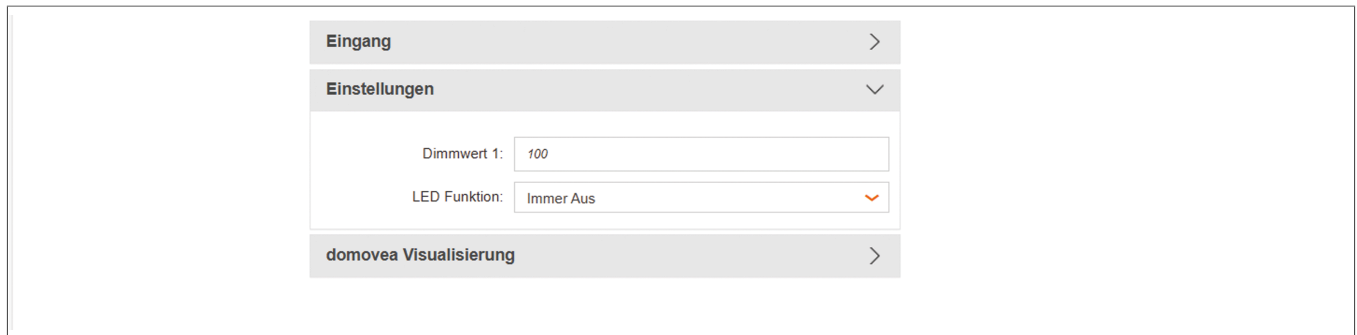 Eingang
Einstellungen
Dimmwert 1: 100
LED Funktion: Immer Aus
domovea Visualisierung